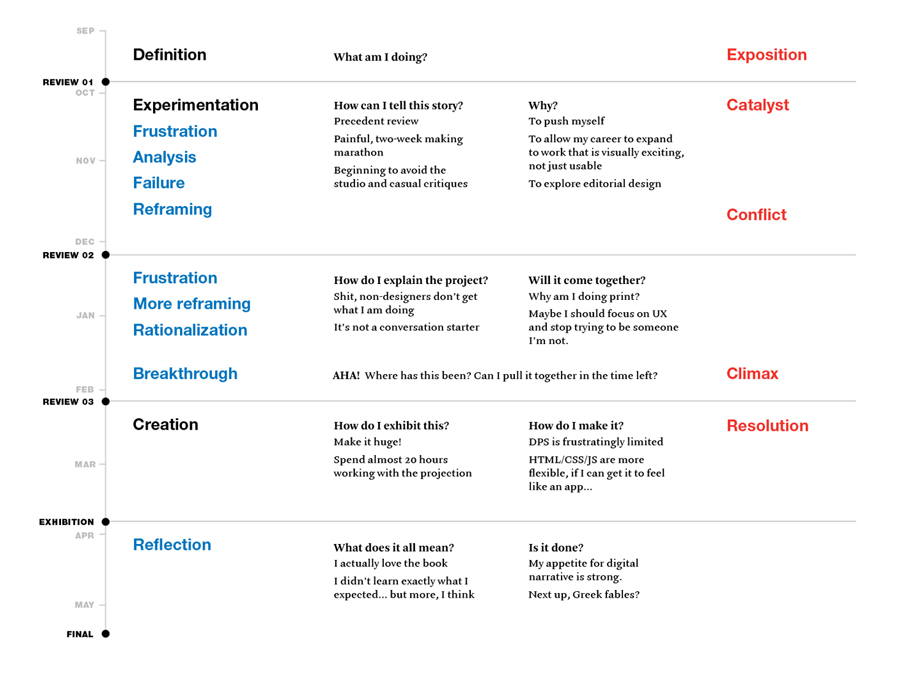 SEP
Definition
What am I doing?
Exposition
REVIEW 01
OCT
Experimentation
How can I tell this story?
Why?
Catalyst
Precedent review
To push myself
Frustration
Painful, two-week making
marathon
To allow my career to expand
to work that is visually exciting,
not just usable
NOV
Analysis
Beginning to avoid the
studio and casual critiques
To explore editorial design
Failure
Reframing
Conflict
DEC
REVIEW 02
Frustration
How do I explain the project?
Will it come together?
Shit, non-designers don't get
what I am doing
Why am I doing print?
More reframing
Maybe I should focus on UX
and stop trying to be someone
I'm not.
JAN
Rationalization
It's not a conversation starter
Breakthrough
AHA! Where has this been? Can I pull it together in the time left?
Climax
FEB
REVIEW 03
Creation
How do I exhibit this?
How do I make it?
Resolution
Make it huge!
DPS is frustratingly limited
Spend almost 20 hours
working with the projection
HTML/CSS/JS are more
flexible, if I can get it to feel
like an app...
MAR
EXHIBITION
APR
Reflection
What does it all mean?
Is it done?
I actually love the book
My appetite for digital
narrative is strong.
I didn't learn exactly what I
expected... but more, I think
Next up, Greek fables?
MAY
FINAL